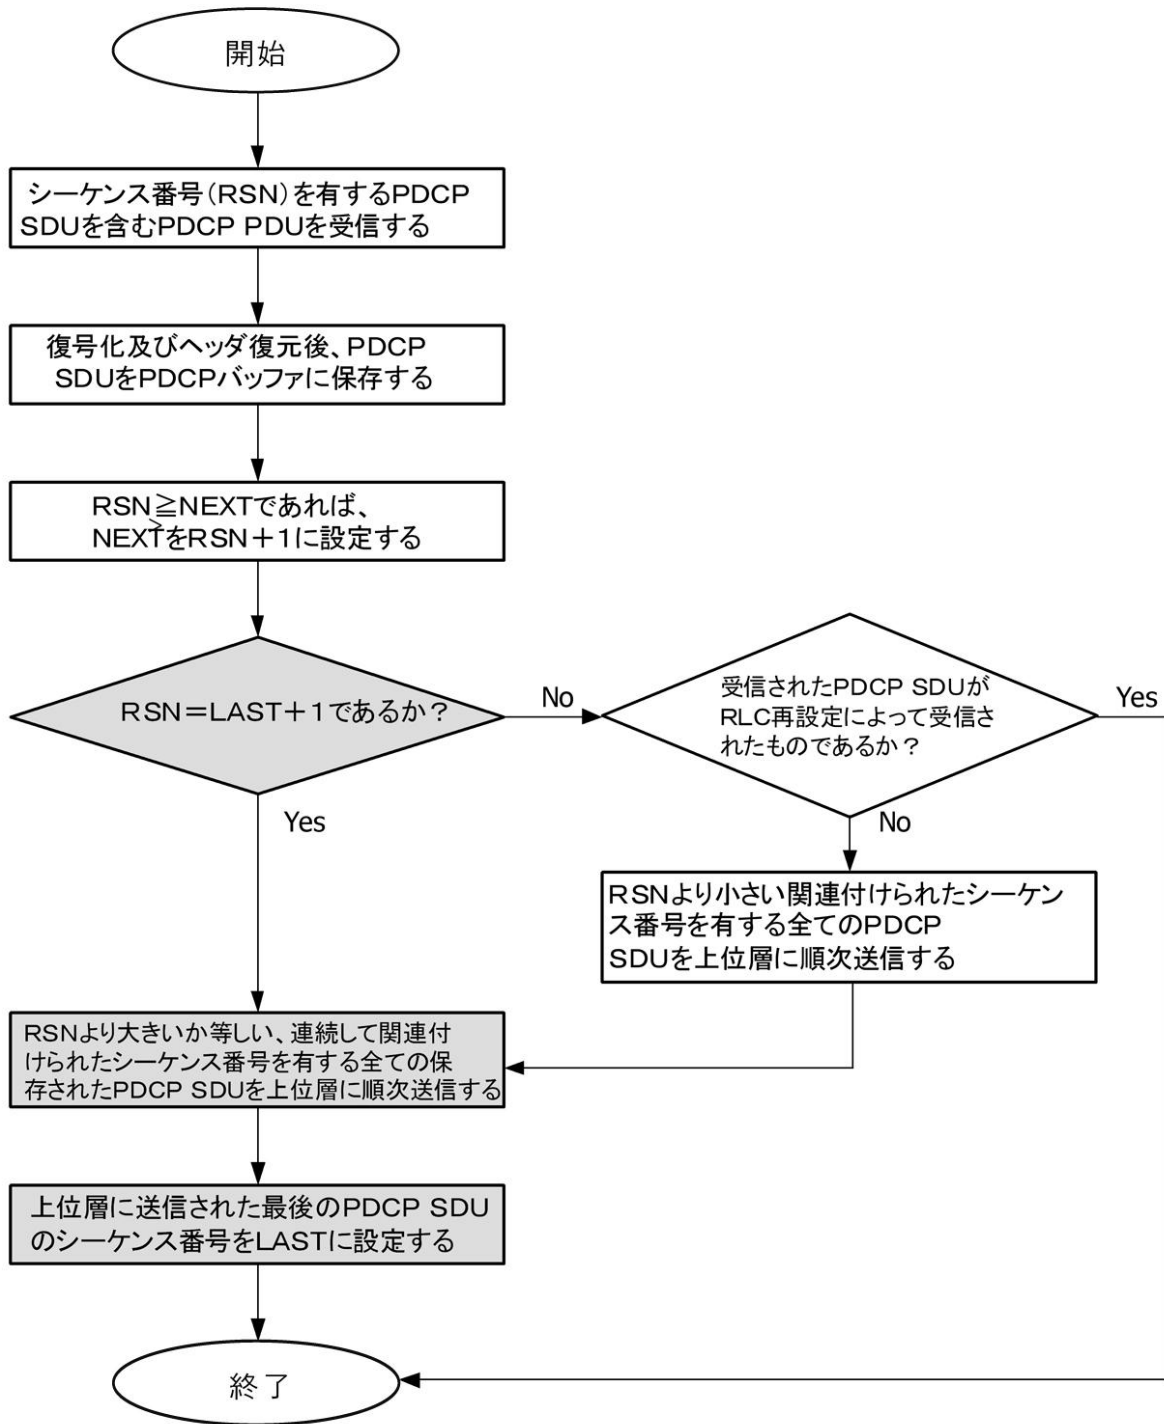 開始
シーケンス番号(RSN)を有するPDCP
SDUを含むPDCP PDUを受信する
復号化及びヘッダ復元後、PDCP
SDUをPDCPバッファに保存する
RSN≧NEXTであれば、
NEXTをRSN+1に設定する
RSN=LAST+1であるか?
No
受信されたPDCP SDUが
RLC再設定によって受信さ
れたものであるか?
Yes
Yes
No
RSNより小さい関連付けられたシーケン
ス番号を有する全てのPDCP
SDUを上位層に順次送信する
RSNより大きいか等しい、連続して関連付
けられたシーケンス番号を有する全ての保
存されたPDCP SDUを上位層に順次送信する
上位層に送信された最後のPDCP SDU
のシーケンス番号をLASTに設定する
終了